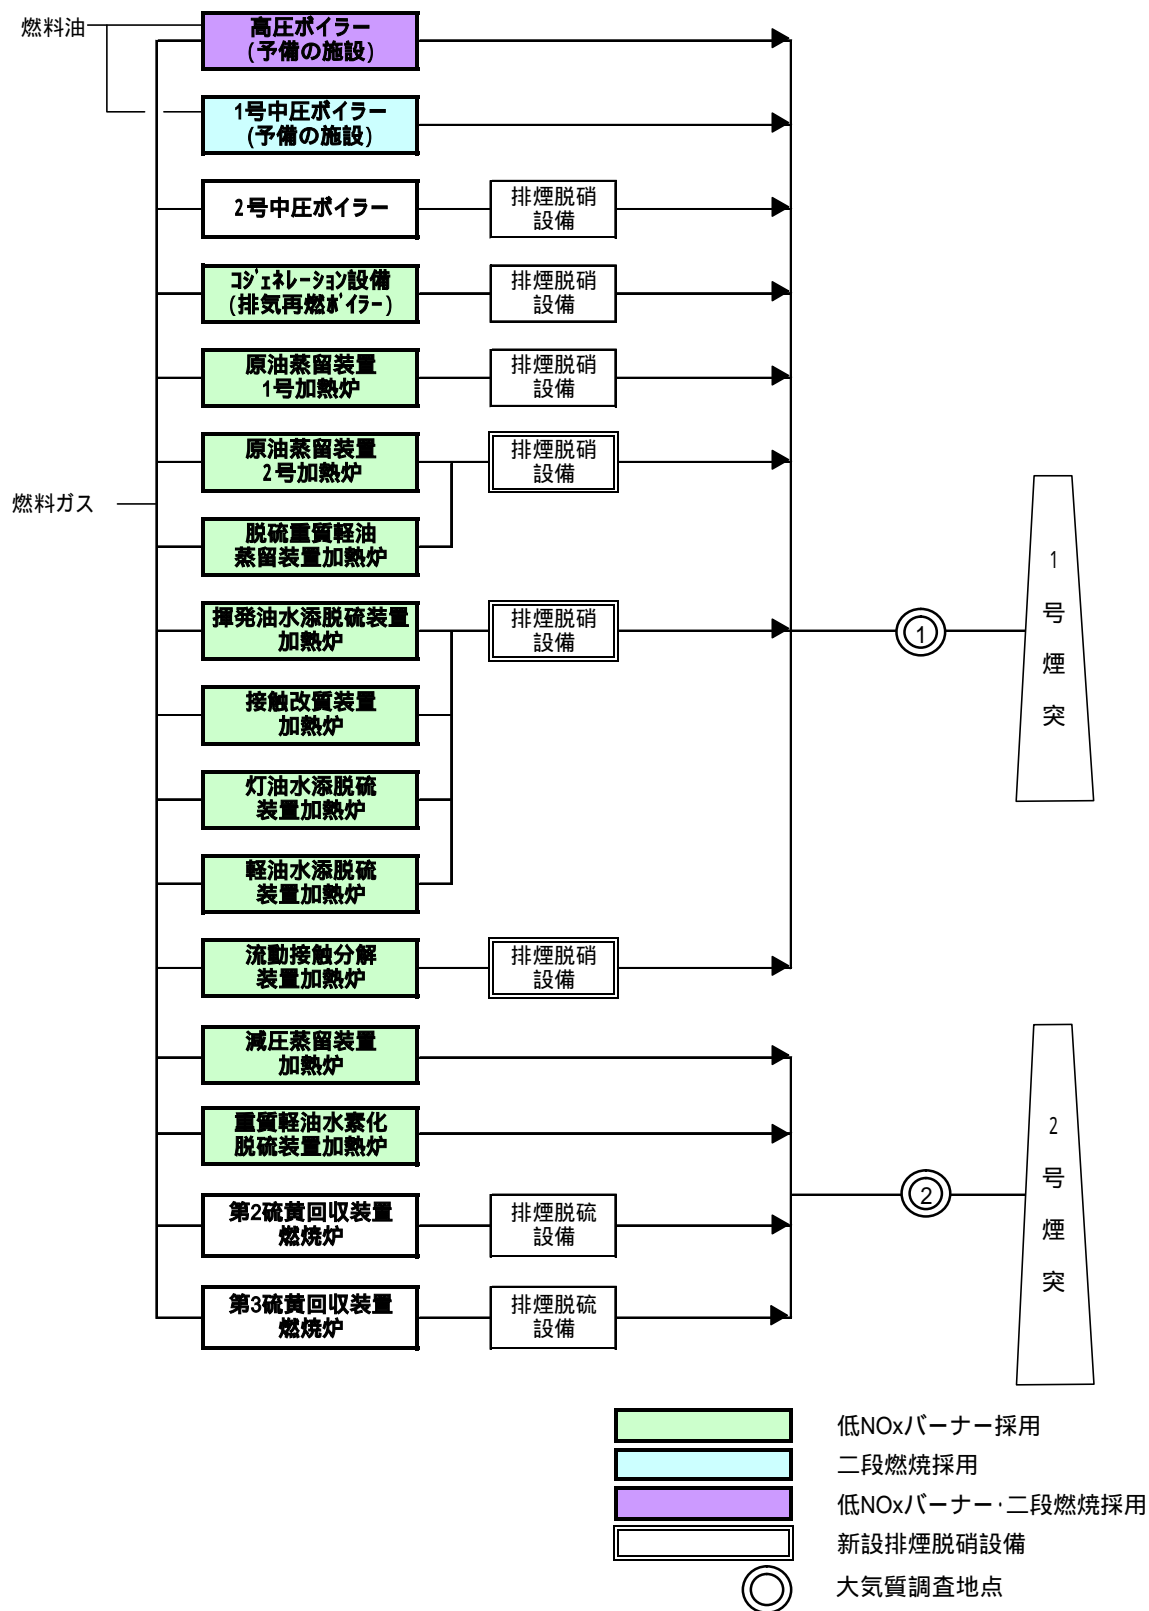 燃料油
高圧ボイラー
(予備の施設)
1号中圧ボイラー
(予備の施設)
2号中圧ボイラー
排煙脱硝
設備
コジェネレーション設備
(排気再燃ボイラー)
排煙脱硝
設備
原油蒸留装置
1号加熱炉
排煙脱硝
設備
原油蒸留装置
2号加熱炉
排煙脱硝
設備
燃料ガス
脱硫重質軽油
蒸留装置加熱炉
揮発油水添脱硫装置
加熱炉
排煙脱硝
設備
接触改質装置
加熱炉
灯油水添脱硫
装置加熱炉
軽油水添脱硫
装置加熱炉
流動接触分解
装置加熱炉
排煙脱硝
設備
1
1号煙突
減圧蒸留装置
加熱炉
重質軽油水素化
脱硫装置加熱炉
第2硫黄回収装置
燃焼炉
排煙脱硫
設備
第3硫黄回収装置
燃焼炉
排煙脱硫
設備
2
2号煙突
低NOxバーナー採用
二段燃焼採用
低NOxバーナー・二段燃焼採用
新設排煙脱硝設備
大気質調査地点